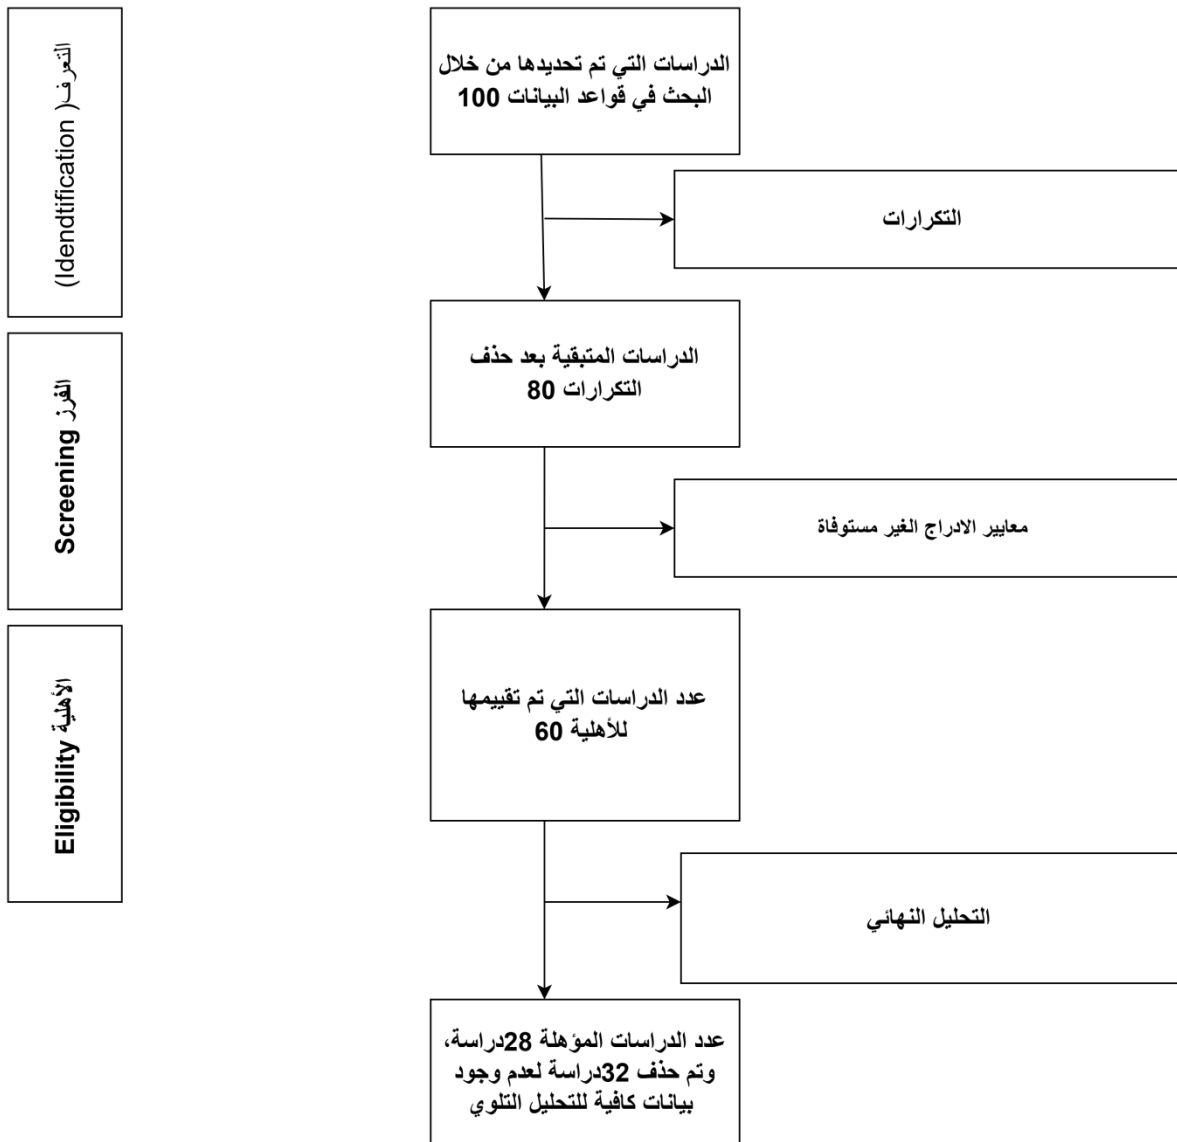 التعرف( Idendtification)
الدراسات التي تم تحديدها من خلال
البحث في قواعد البيانات 100
التكرارات
الفرز Screening
الدراسات المتبقية بعد حذف
التكرارات 80
معايير الادراج الغير مستوفاة
الأهلية Eligibility
عدد الدراسات التي تم تقييمها
للأهلية 60
التحليل النهائي
عدد الدراسات المؤهلة 28دراسة،
وتم حذف 32دراسة لعدم وجود
بيانات كافية للتحليل التلوي